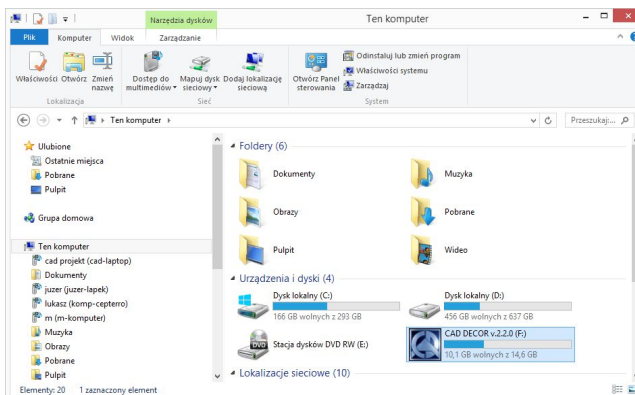 Narzędzia dysków
Ten komputer
Plik
Komputer
Widok
Zarządzanie
Właściwości
Otwórz
Zmień
nazwę
Dostęp do
multimediów
Mapuj dysk
sieciowy
Dodaj lokalizację
sieciową
Otwórz Panel
sterowania
Odinstaluj lub zmień program
Właściwości systemu
Zarządzaj
Lokalizacja
Sieć
System
Ten komputer
Przeszukaj:...
Ulubione
Ostatnie miejsca
Pobrane
Pulpit
Grupa domowa
Ten komputer
cad projekt (cad-laptop)
Dokumenty
juzer (juzer-lapek)
lukasz (komp-cepterro)
m (m-komputer)
Muzyka
Obrazy
Pobrane
Pulpit
Foldery (6)
Dokumenty
Muzyka
Obrazy
Pobrane
Pulpit
Wideo
Urządzenia i dyski (4)
Dysk lokalny (C:)
166 GB wolnych z 293 GB
Dysk lokalny (D:)
456 GB wolnych z 637 GB
DVD
Stacja dysków DVD RW (E:)
CAD DECOR v.2.2.0 (F:)
10,1 GB wolnych z 14,6 GB
Lokalizacje sieciowe (10)
Elementy: 20
1 zaznaczony element